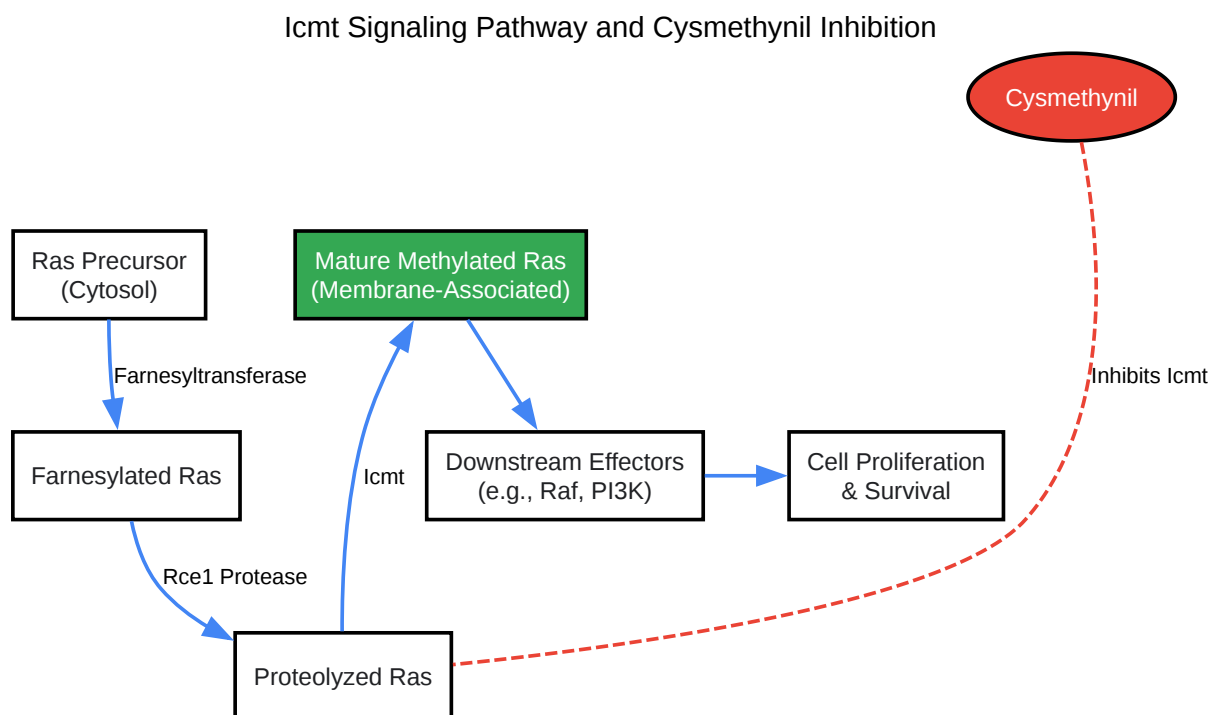 Icmt Signaling Pathway and Cysmethynil Inhibition
Cysmethynil
Ras Precursor
(Cytosol)
Mature Methylated Ras
(Membrane-Associated)
Farnesyltransferase
Inhibits Icmt
Farnesylated Ras
Icmt
Downstream Effectors
(e.g., Raf, PI3K)
Cell Proliferation
& Survival
Rce1 Protease
Proteolyzed Ras